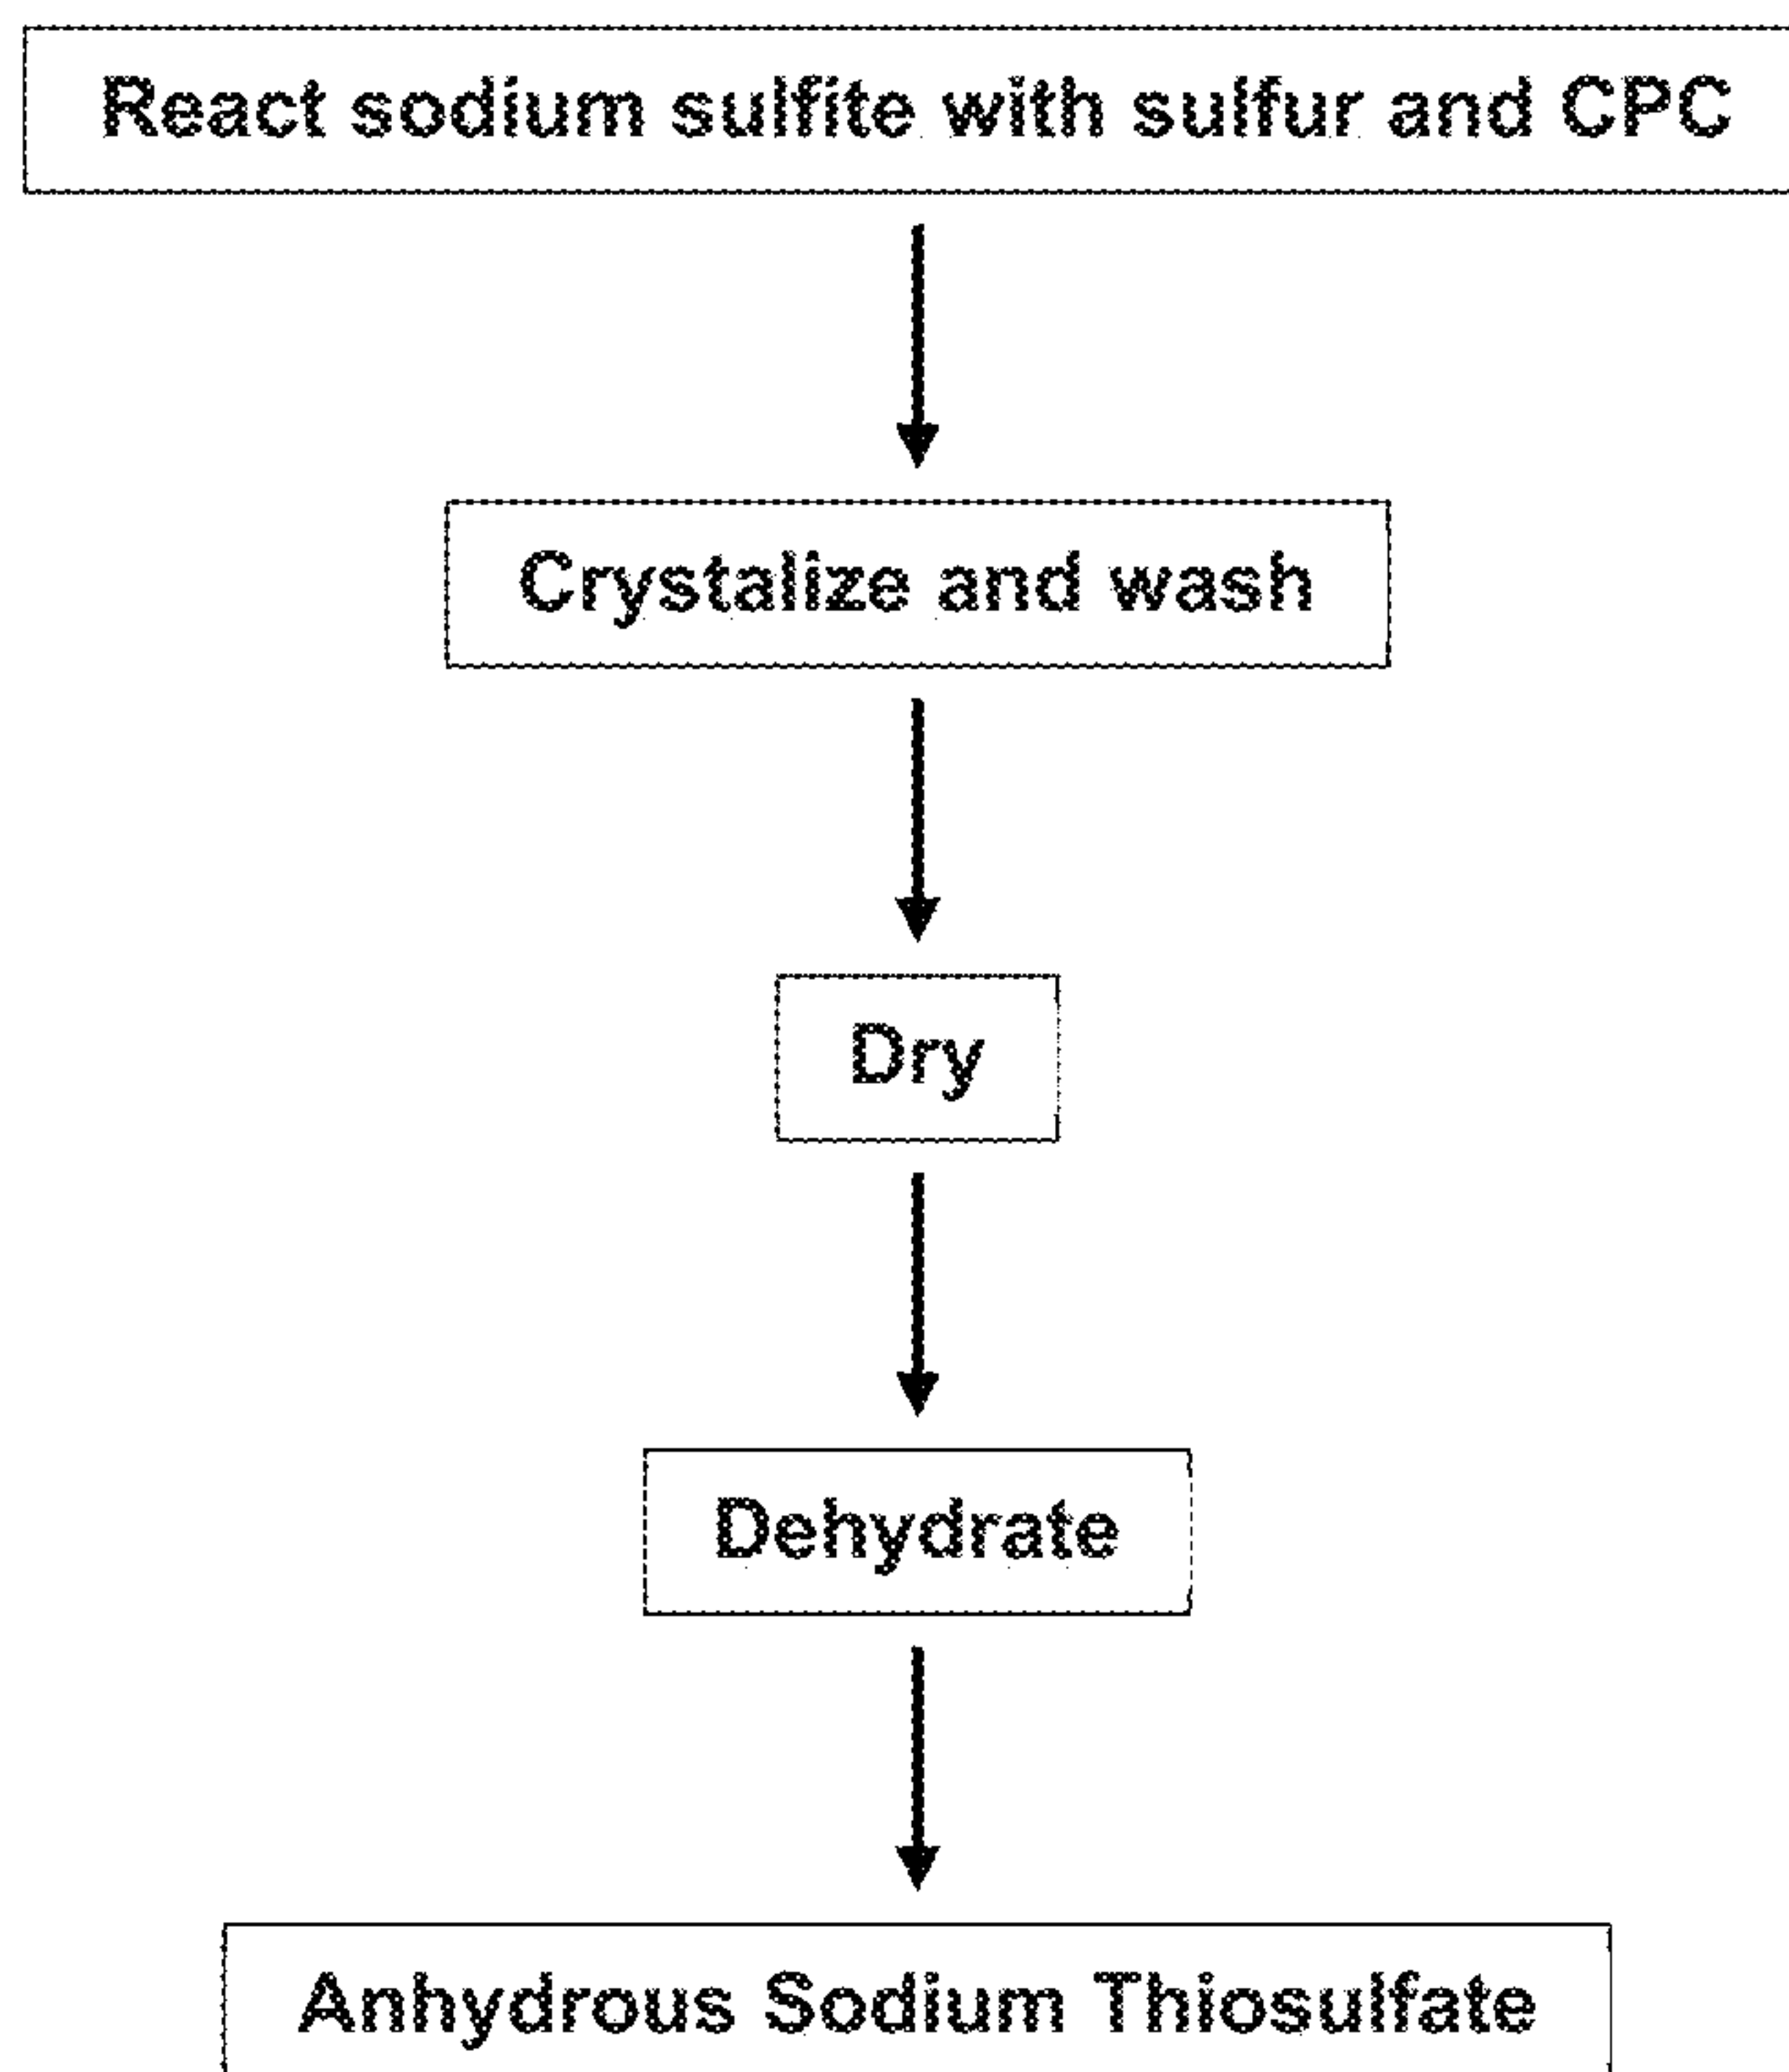 React sodium sulfite with sulfur and CPC
Crystalize and wash
Dry
Dehydrate
Anhydrous Sodium Thiosulfate